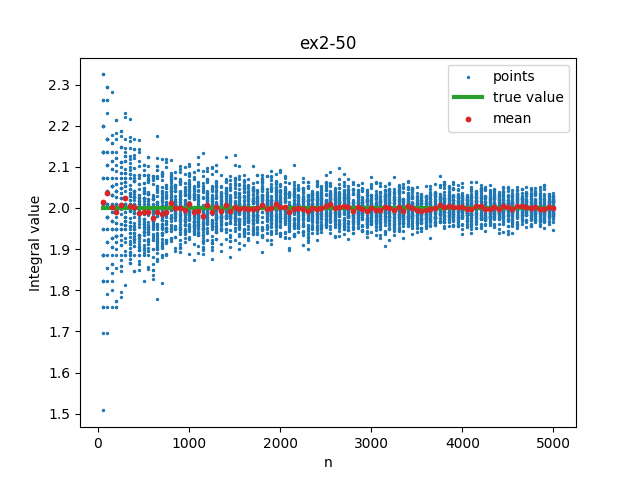 ex2-50
points
true value
mean
Integral value
2.3
2.2
2.1
2.0
1.9
1.8
1.7
1.6
1.5
0
1000
2000
3000
4000
5000
n